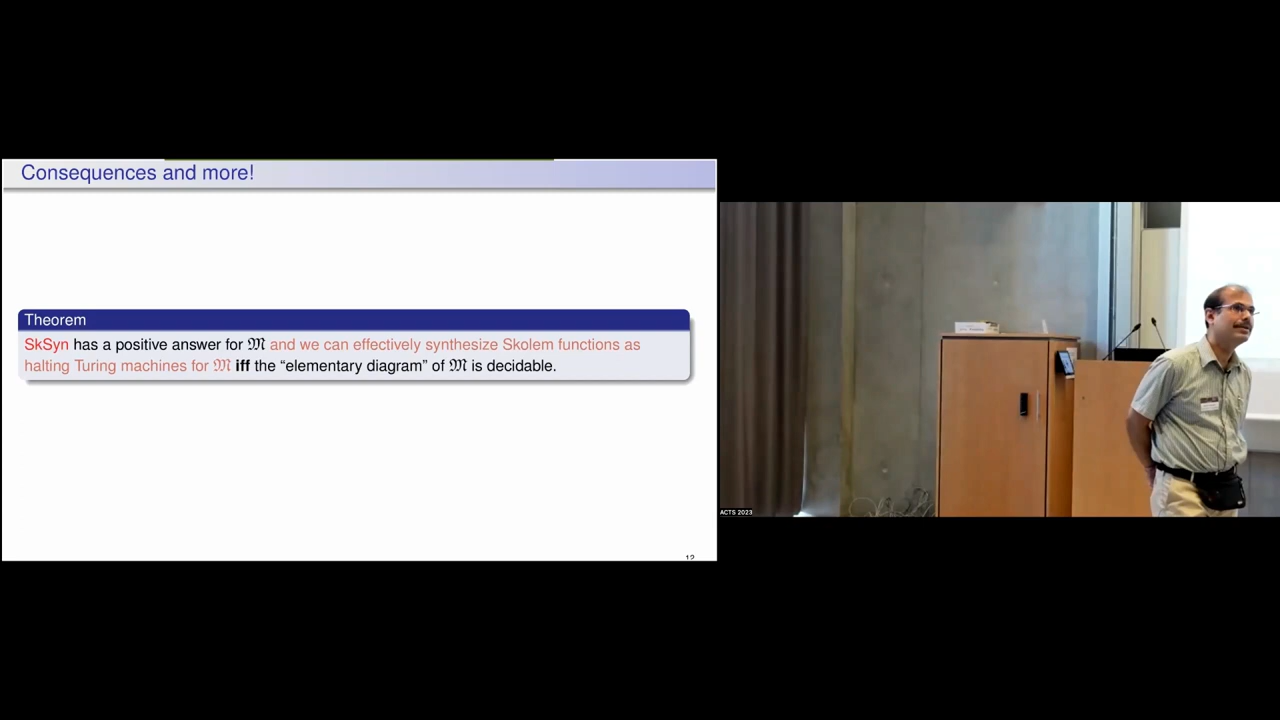 Consequences and more!
Theorem
SkSyn has a positive answer for 𝔐 and we can effectively synthesize Skolem functions as
halting Turing machines for 𝔐 iff the “elementary diagram” of 𝔐 is decidable.
12
ACTS 2023